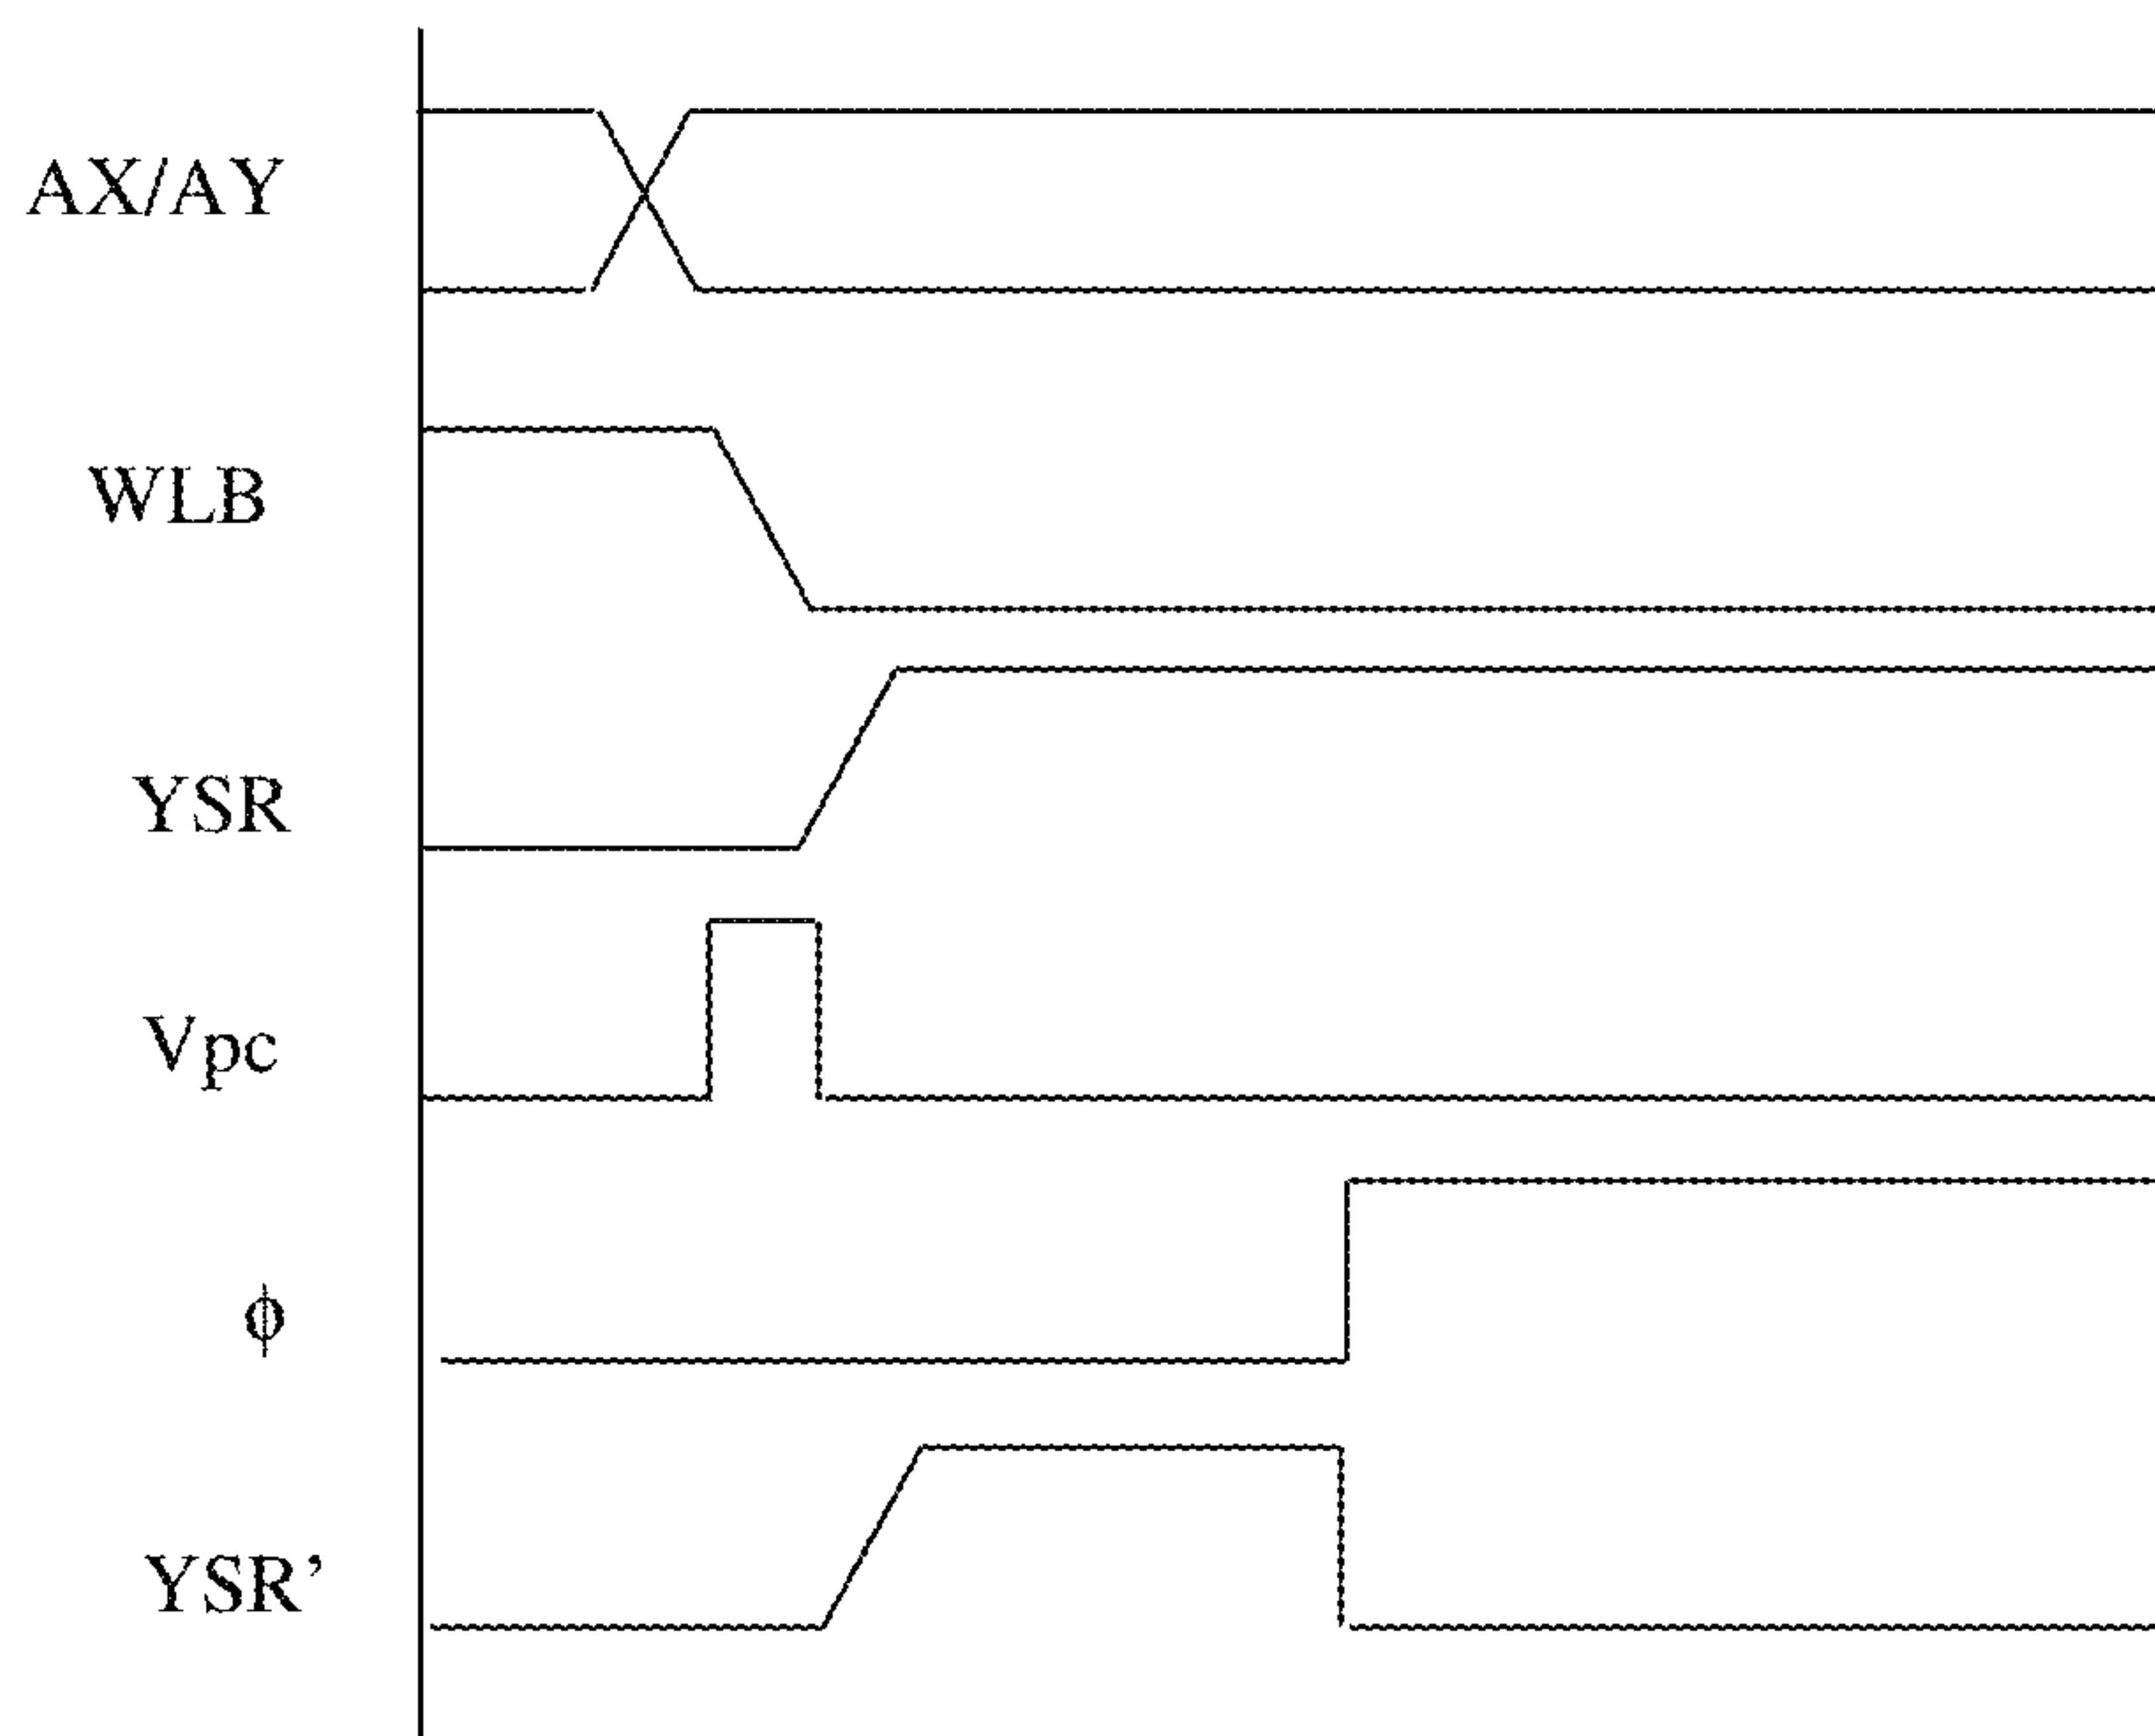 AX/AY
WLB
YSR
Vpc
ϕ
YSR’